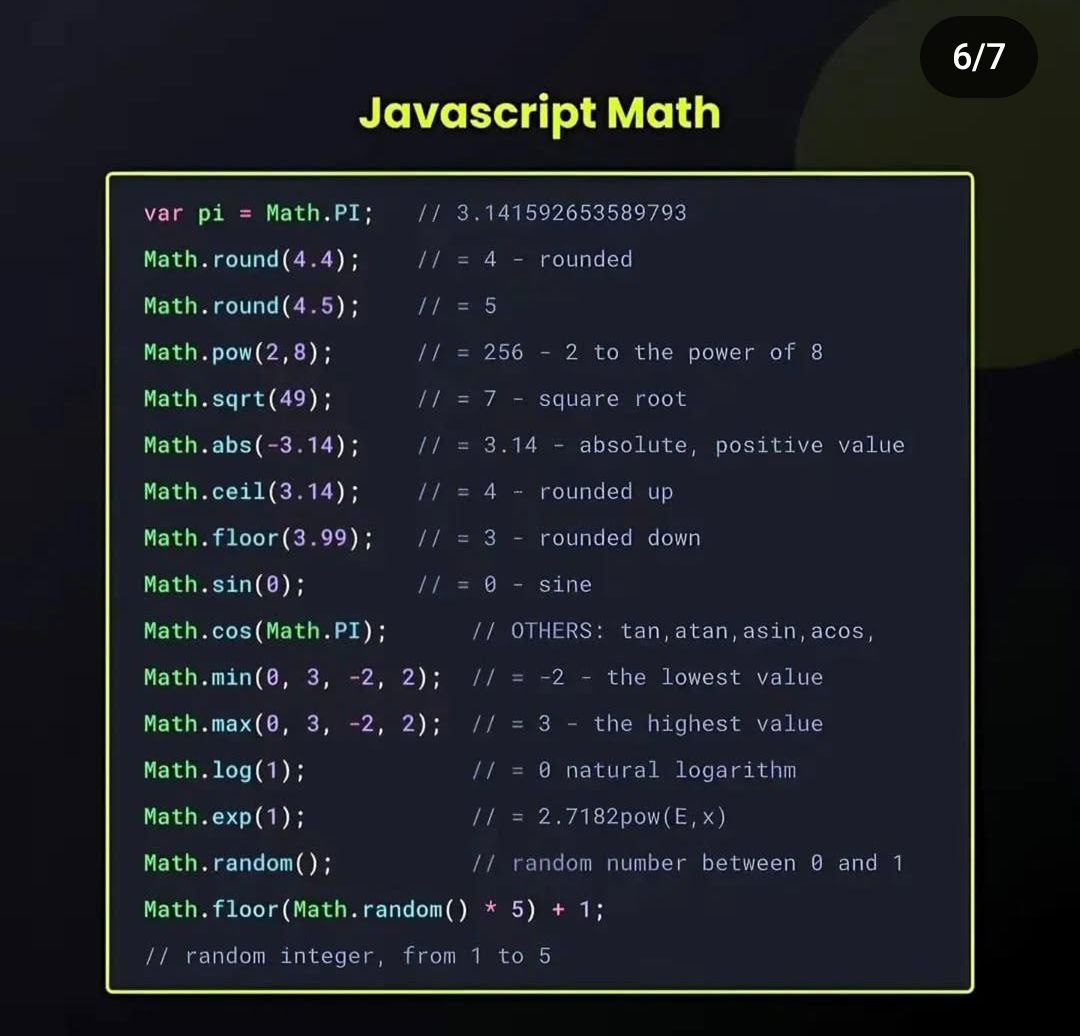 6/7
Javascript Math
var pi = Math.PI; // 3.141592653589793
Math.round(4.4); // = 4 - rounded
Math.round(4.5); // = 5
Math.pow(2,8); // = 256 - 2 to the power of 8
Math.sqrt(49); // = 7 - square root
Math.abs(-3.14); // = 3.14 - absolute, positive value
Math.ceil(3.14); // = 4 - rounded up
Math.floor(3.99); // = 3 - rounded down
Math.sin(0); // = 0 - sine
Math.cos(Math.PI); // OTHERS: tan,atan,asin,acos,
Math.min(0, 3, -2, 2); // = -2 - the lowest value
Math.max(0, 3, -2, 2); // = 3 - the highest value
Math.log(1); // = 0 natural logarithm
Math.exp(1); // = 2.7182pow(E,x)
Math.random(); // random number between 0 and 1
Math.floor(Math.random() * 5) + 1;
// random integer, from 1 to 5